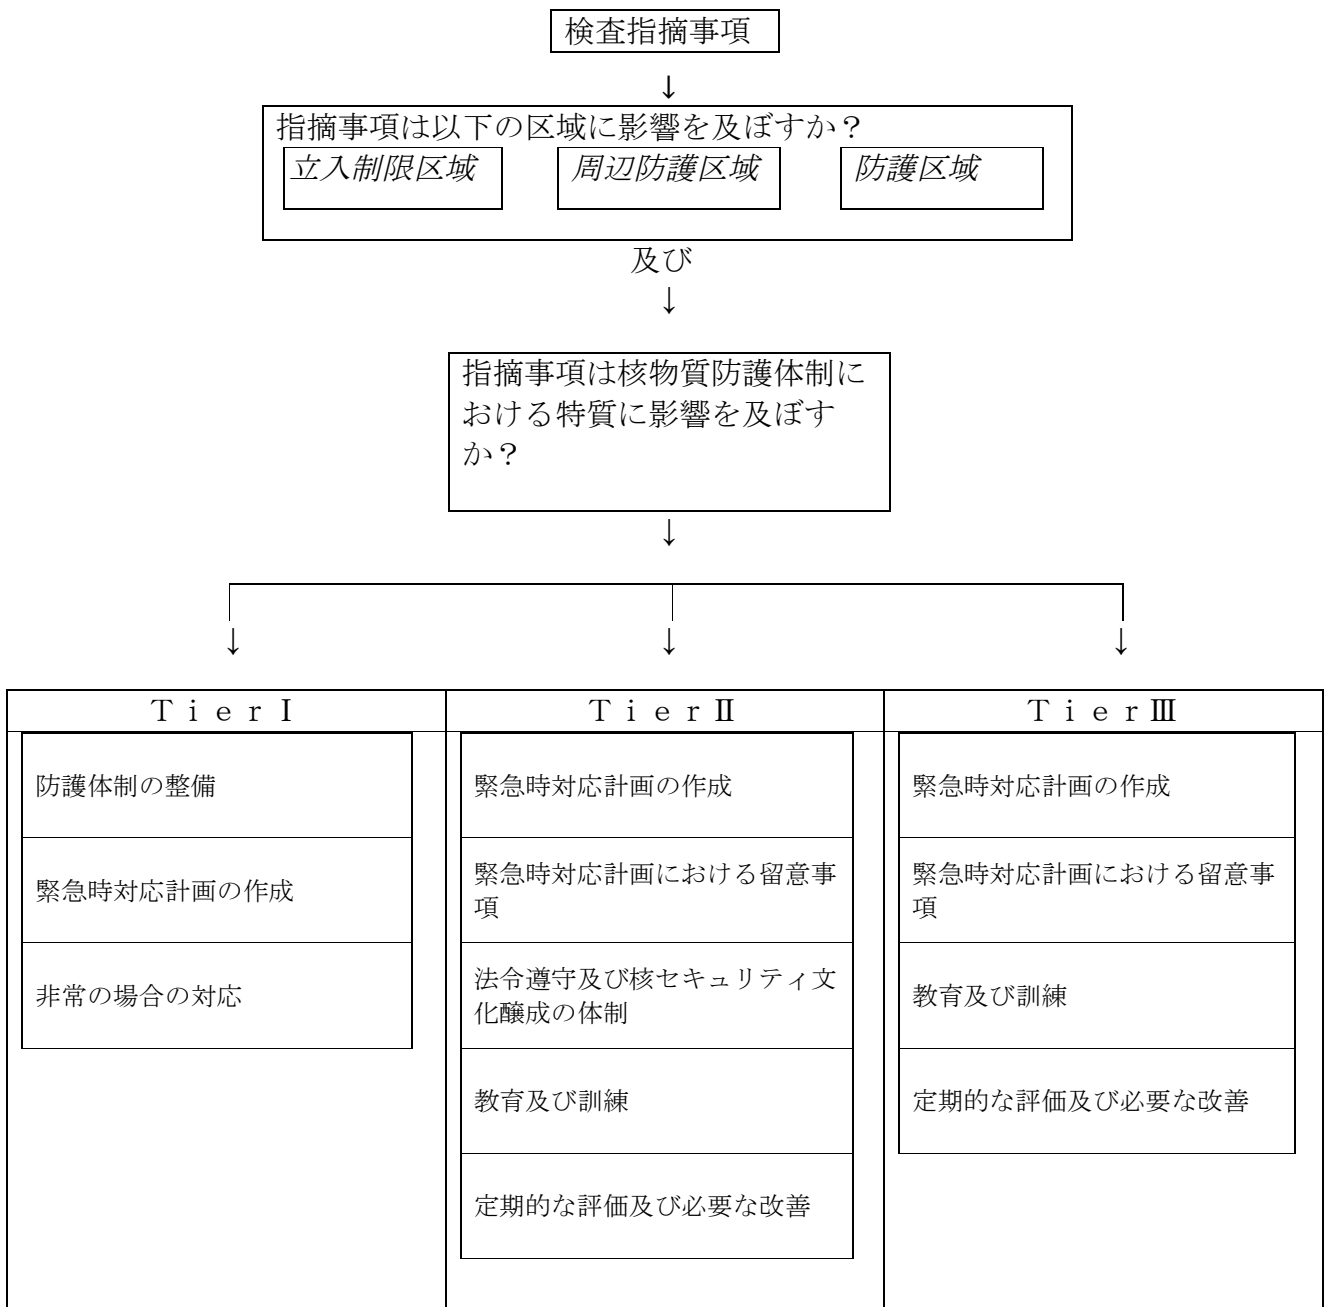 検査指摘事項
↓
指摘事項は以下の区域に影響を及ぼすか？
立入制限区域 周辺防護区域 防護区域
及び
↓
指摘事項は核物質防護体制に
おける特質に影響を及ぼす
か？
↓
↓ ↓ ↓
ＴｉｅｒⅠ ＴｉｅｒⅡ ＴｉｅｒⅢ
防護体制の整備
緊急時対応計画の作成
非常の場合の対応
緊急時対応計画の作成
緊急時対応計画における留意事
項
法令遵守及び核セキュリティ文
化醸成の体制
教育及び訓練
定期的な評価及び必要な改善
緊急時対応計画の作成
緊急時対応計画における留意事
項
教育及び訓練
定期的な評価及び必要な改善